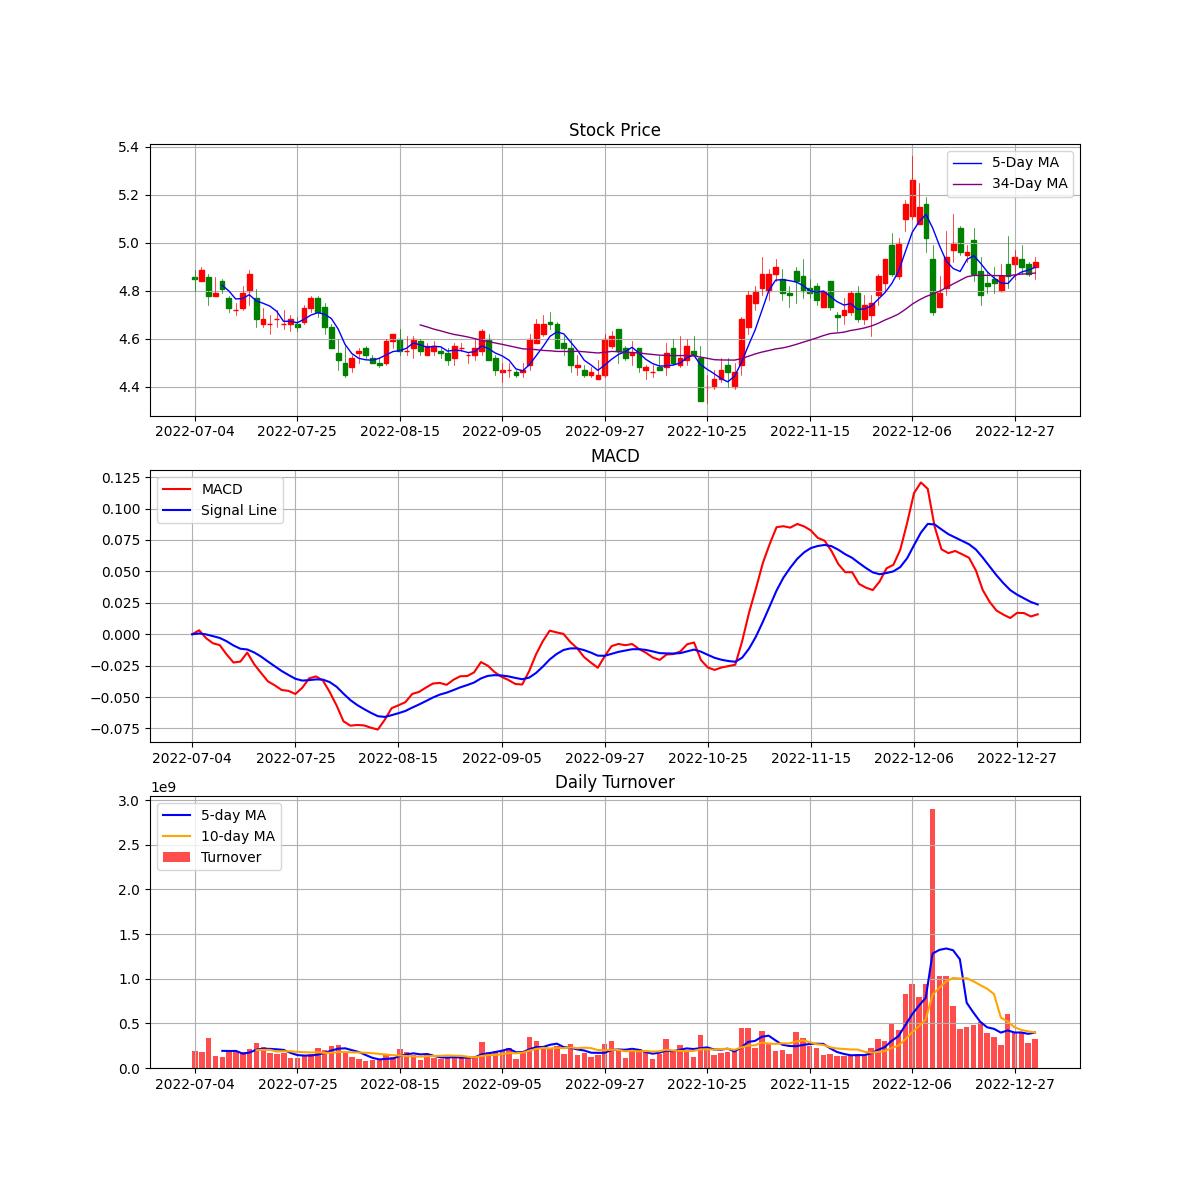 Stock Price
5.4
5.2
5.0
4.8
4.6
4.4
5-Day MA
34-Day MA
2022-07-04 2022-07-25 2022-08-15 2022-09-05 2022-09-27 2022-10-25 2022-11-15 2022-12-06 2022-12-27
MACD
0.125
0.100
0.075
0.050
0.025
0.000
−0.025
−0.050
−0.075
MACD
Signal Line
2022-07-04 2022-07-25 2022-08-15 2022-09-05 2022-09-27 2022-10-25 2022-11-15 2022-12-06 2022-12-27
Daily Turnover
1e9
3.0
2.5
2.0
1.5
1.0
0.5
0.0
5-day MA
10-day MA
Turnover
2022-07-04 2022-07-25 2022-08-15 2022-09-05 2022-09-27 2022-10-25 2022-11-15 2022-12-06 2022-12-27